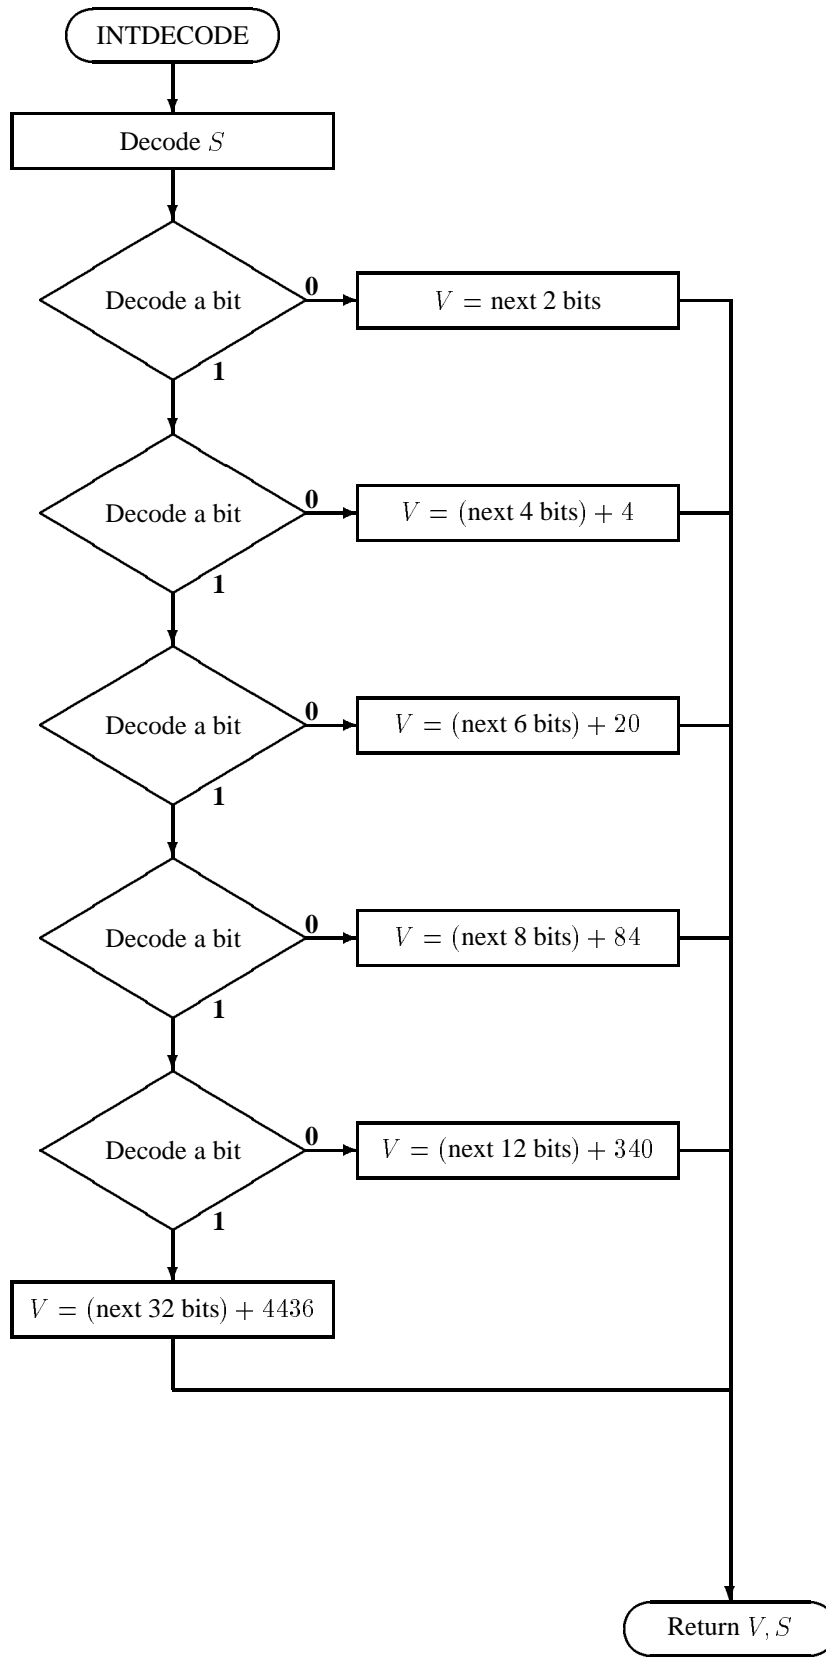 INTDECODE
Decode S
Decode a bit
0
V = next 2 bits
1
Decode a bit
0
V = (next 4 bits) + 4
1
Decode a bit
0
V = (next 6 bits) + 20
1
Decode a bit
0
V = (next 8 bits) + 84
1
Decode a bit
0
V = (next 12 bits) + 340
1
V = (next 32 bits) + 4436
Return V, S